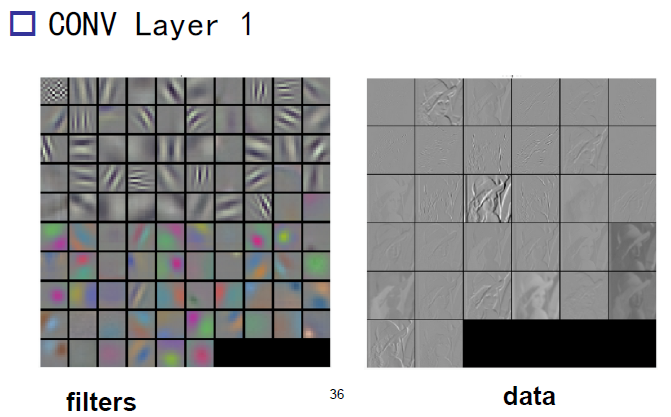 CONV Layer 1
filters
36
data